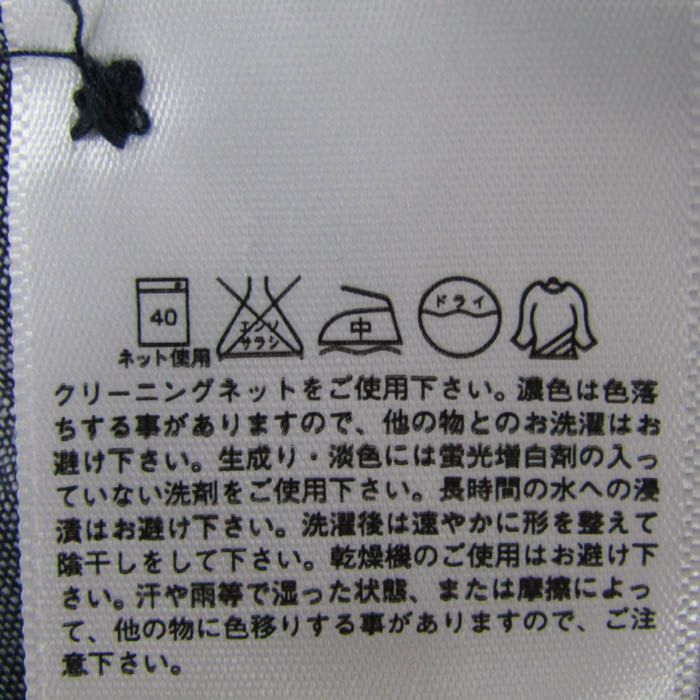 40
ネット使用
エンソ
サラシ
中
ドライ
クリーニングネットをご使用下さい。濃色は色落
ちする事がありますので、他の物とのお洗濯はお
避け下さい。生成り・淡色には蛍光増白剤の入っ
ていない洗剤をご使用下さい。長時間の水への浸
漬はお避け下さい。洗濯後は速やかに形を整えて
陰干しをして下さい。乾燥機のご使用はお避け下
さい。汗や雨等で湿った状態、または摩擦によっ
て、他の物に色移りする事がありますので、ご注
意下さい。